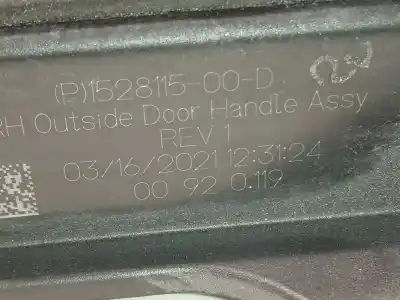 (P)1528115-00-D
RH Outside Door Handle Assy
REV 1
03/16/2021 12:31:24
00 92 0.119